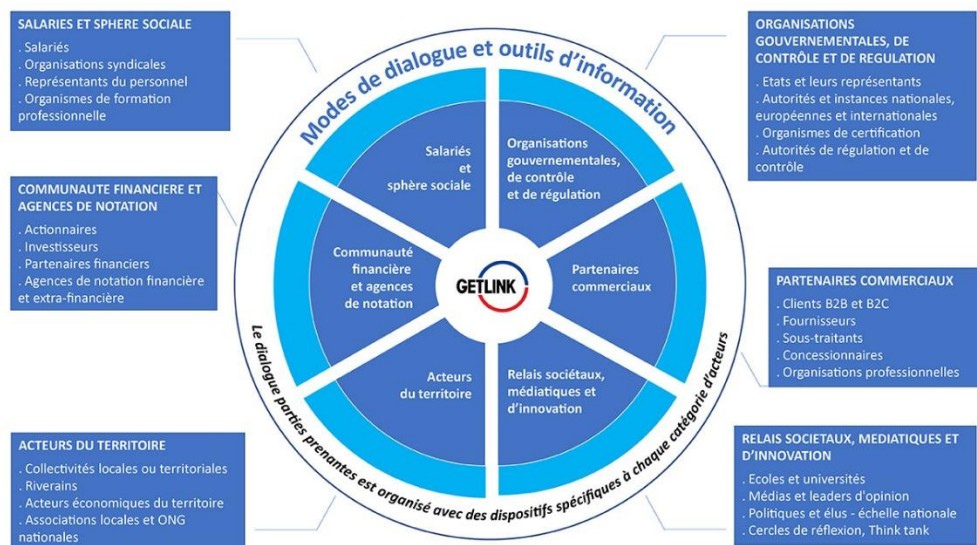 SALARIES ET SPHERE SOCIALE
. Salariés
. Organisations syndicales
. Représentants du personnel
. Organismes de formation
professionnelle
COMMUNAUTE FINANCIERE ET
AGENCES DE NOTATION
. Actionnaires
. Investisseurs
. Partenaires financiers
. Agences de notation financière
et extra-financière
ACTEURS DU TERRITOIRE
. Collectivités locales ou territoriales
. Riverains
. Acteurs économiques du territoire
. Associations locales et ONG
nationales
Modes de dialogue et outils d'information
Salariés
et
sphère sociale
Organisations
gouvernementales,
de contrôle
et de régulation
Communauté
financière
et agences
de notation
GETLINK
Partenaires
commerciaux
Acteurs
du territoire
Relais sociétaux,
médiatiques et
d'innovation
Le dialogue parties prenantes est organisé avec des dispositifs spécifiques à chaque catégorie d'acteurs
ORGANISATIONS
GOUVERNEMENTALES, DE
CONTRÔLE ET DE REGULATION
. Etats et leurs représentants
. Autorités et instances nationales,
européennes et internationales
. Organismes de certification
. Autorités de régulation et de
contrôle
PARTENAIRES COMMERCIAUX
. Clients B2B et B2C
. Fournisseurs
. Sous-traitants
. Concessionnaires
. Organisations professionnelles
RELAIS SOCIETAUX, MEDIATIQUES ET
D'INNOVATION
. Ecoles et universités
. Médias et leaders d'opinion
. Politiques et élus - échelle nationale
. Cercles de réflexion, Think tank